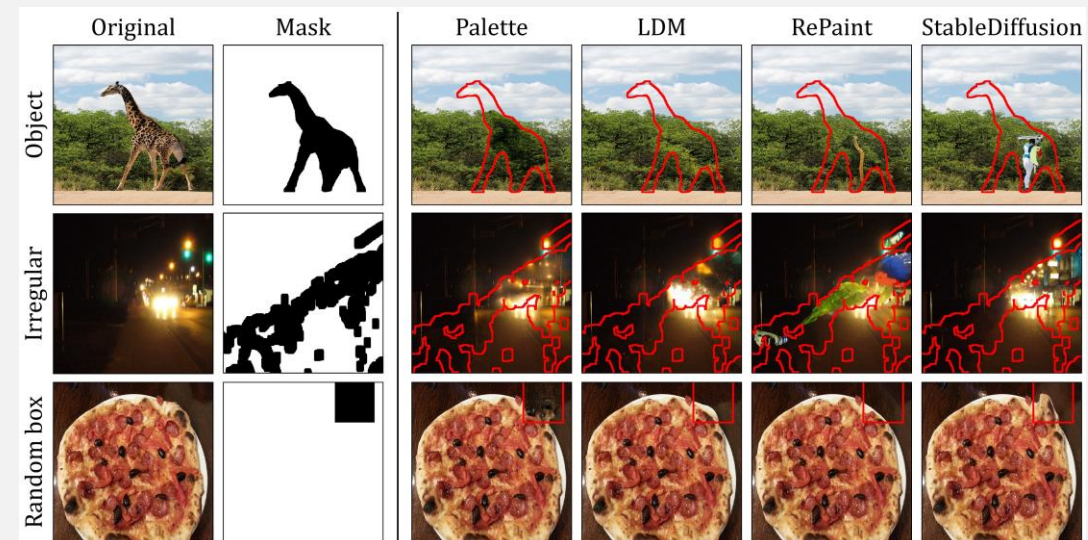 Original Mask Palette LDM RePaint StableDiffusion
Object
Irregular
Random box